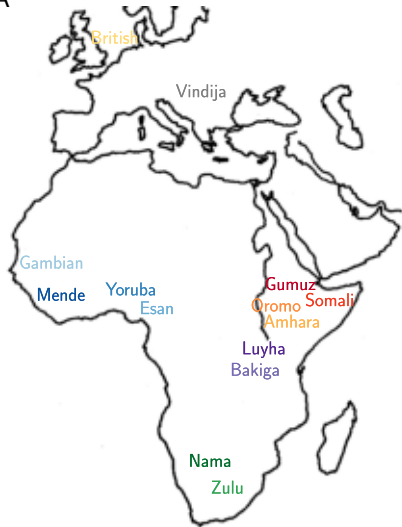 A
British
Vindija
Gambian
Mende
Yoruba
Esan
Gumuz
Oromo
Somali
Amhara
Luyha
Bakiga
Nama
Zulu